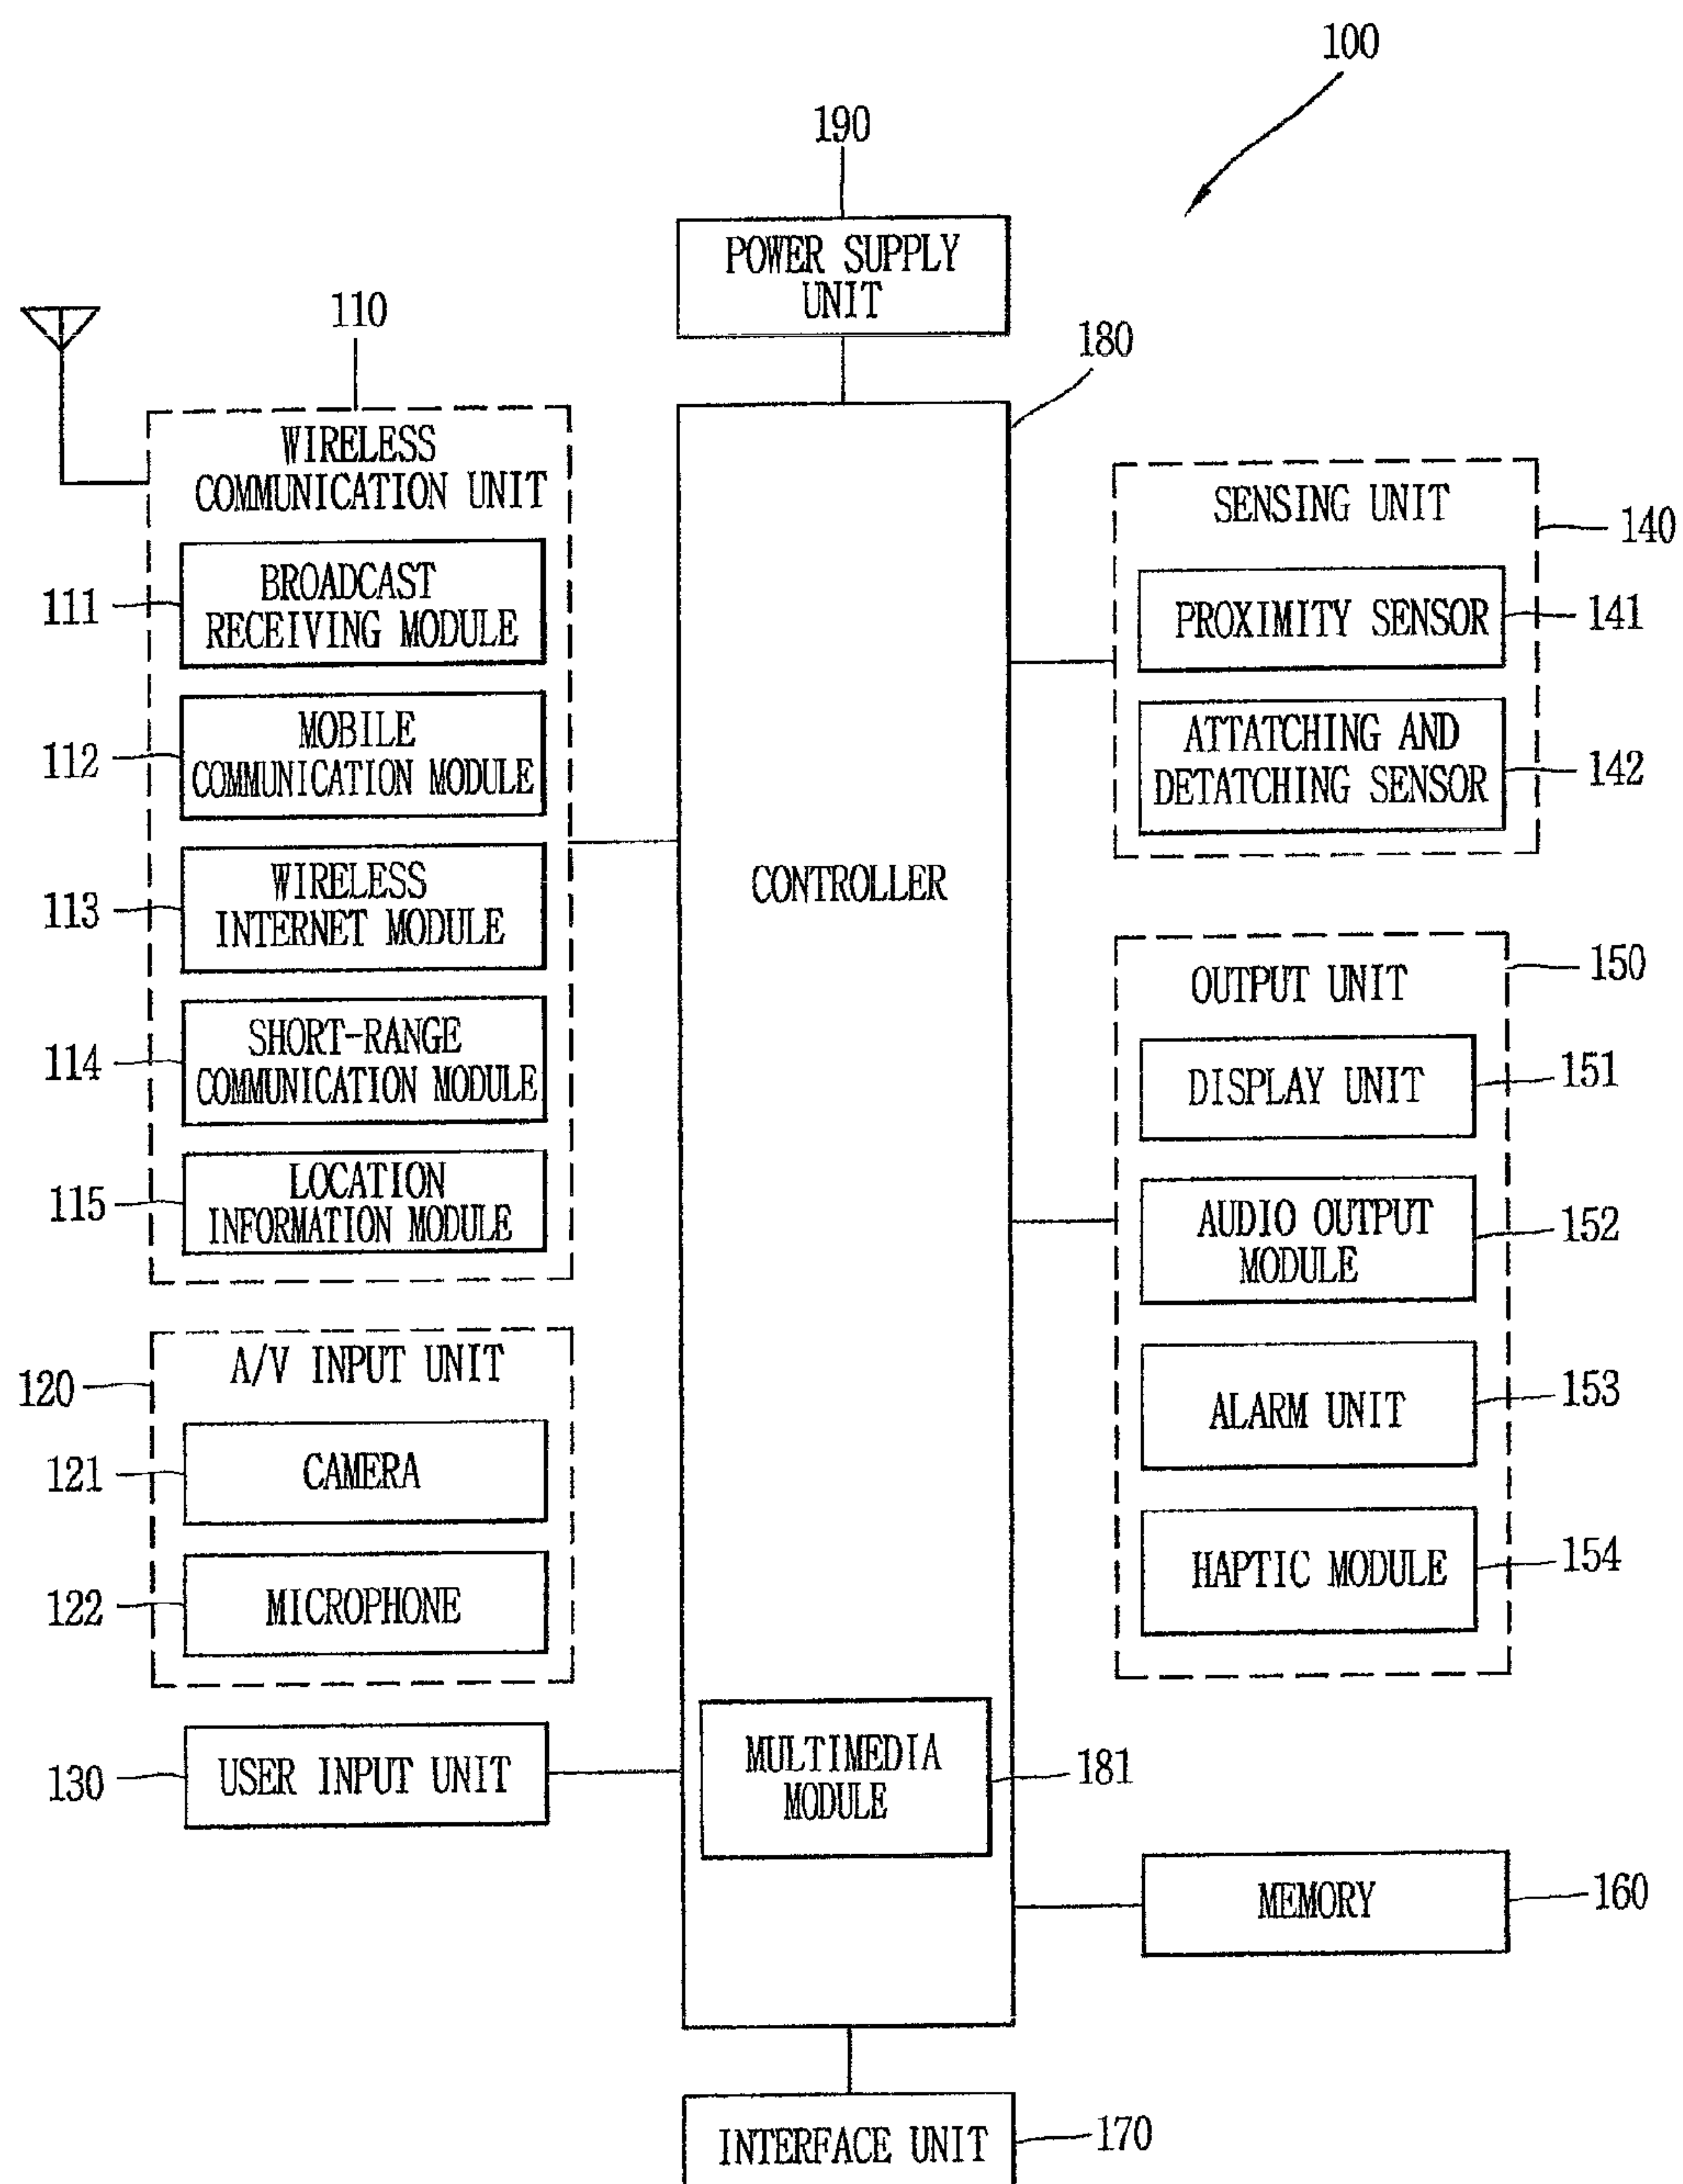 100
190
POWER SUPPLY
UNIT
110
180
WIRELESS
COMMUNICATION UNIT
111
BROADCAST
RECEIVING MODULE
112
MOBILE
COMMUNICATION MODULE
113
WIRELESS
INTERNET MODULE
114
SHORT-RANGE
COMMUNICATION MODULE
115
LOCATION
INFORMATION MODULE
120
A/V INPUT UNIT
121
CAMERA
122
MICROPHONE
130
USER INPUT UNIT
CONTROLLER
MULTIMEDIA
MODULE
181
SENSING UNIT
140
PROXIMITY SENSOR
141
ATTATCHING AND
DETATCHING SENSOR
142
OUTPUT UNIT
150
DISPLAY UNIT
151
AUDIO OUTPUT
MODULE
152
ALARM UNIT
153
HAPTIC MODULE
154
MEMORY
160
INTERFACE UNIT
170